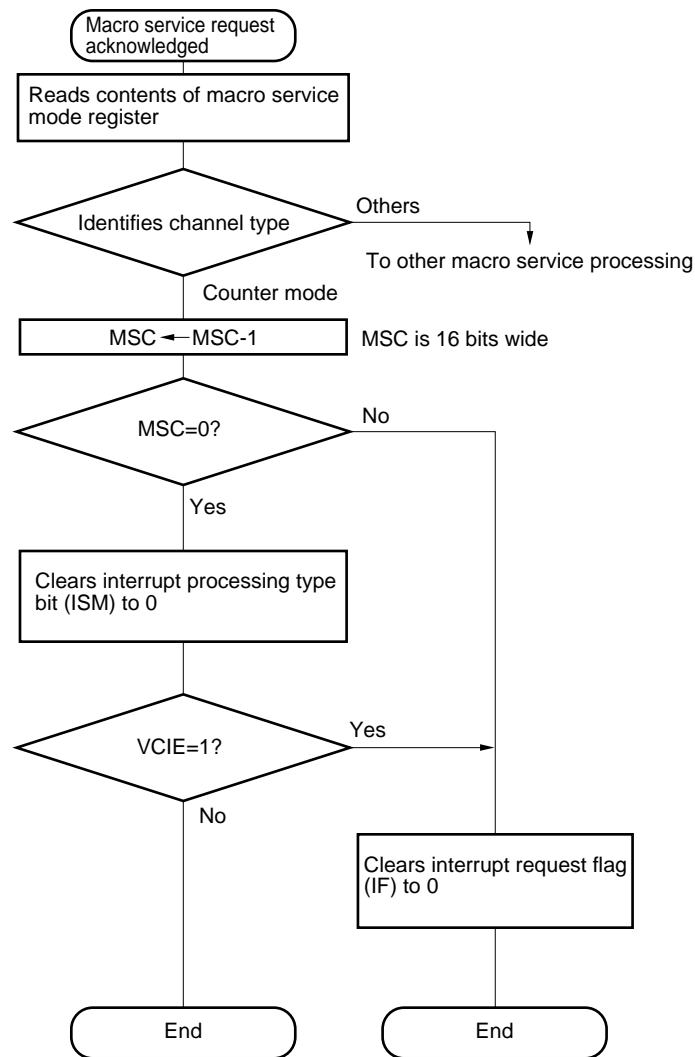 Macro service request
acknowledged
Reads contents of macro service
mode register
Identifies channel type
Others
To other macro service processing
Counter mode
MSC ← MSC-1
MSC is 16 bits wide
MSC=0?
No
Yes
Clears interrupt processing type
bit (ISM) to 0
VCIE=1?
Yes
No
Clears interrupt request flag
(IF) to 0
End
End